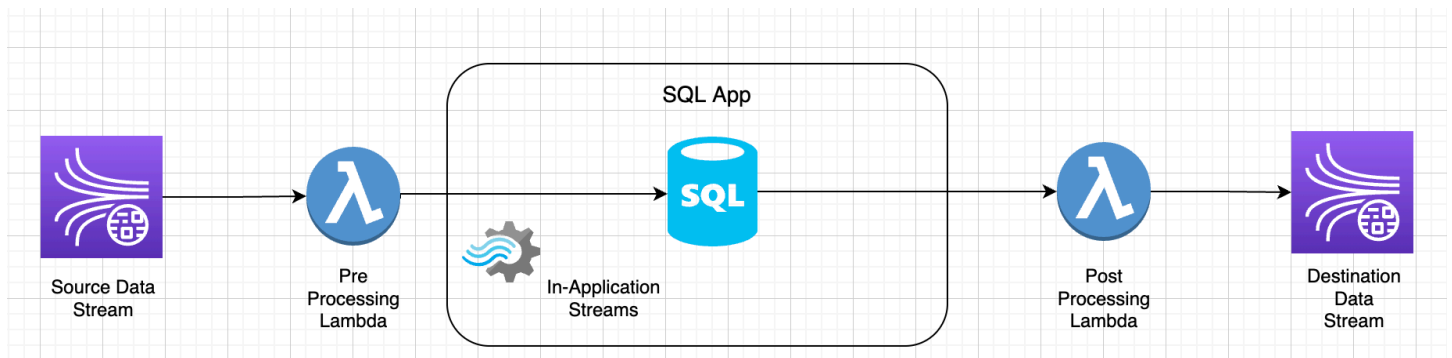 SQL App
SQL
Source Data
Stream
Pre
Processing
Lambda
In-Application
Streams
Post
Processing
Lambda
Destination
Data
Stream